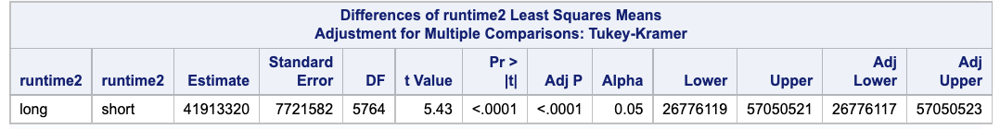 Differences of runtime2 Least Squares Means
Adjustment for Multiple Comparisons: Tukey-Kramer
runtime2 runtime2 Estimate Standard Error DF t Value Pr > |t| Adj P Alpha Lower Upper Adj Lower Adj Upper
long short 41913320 7721582 5764 5.43 <.0001 <.0001 0.05 26776119 57050521 26776117 57050523